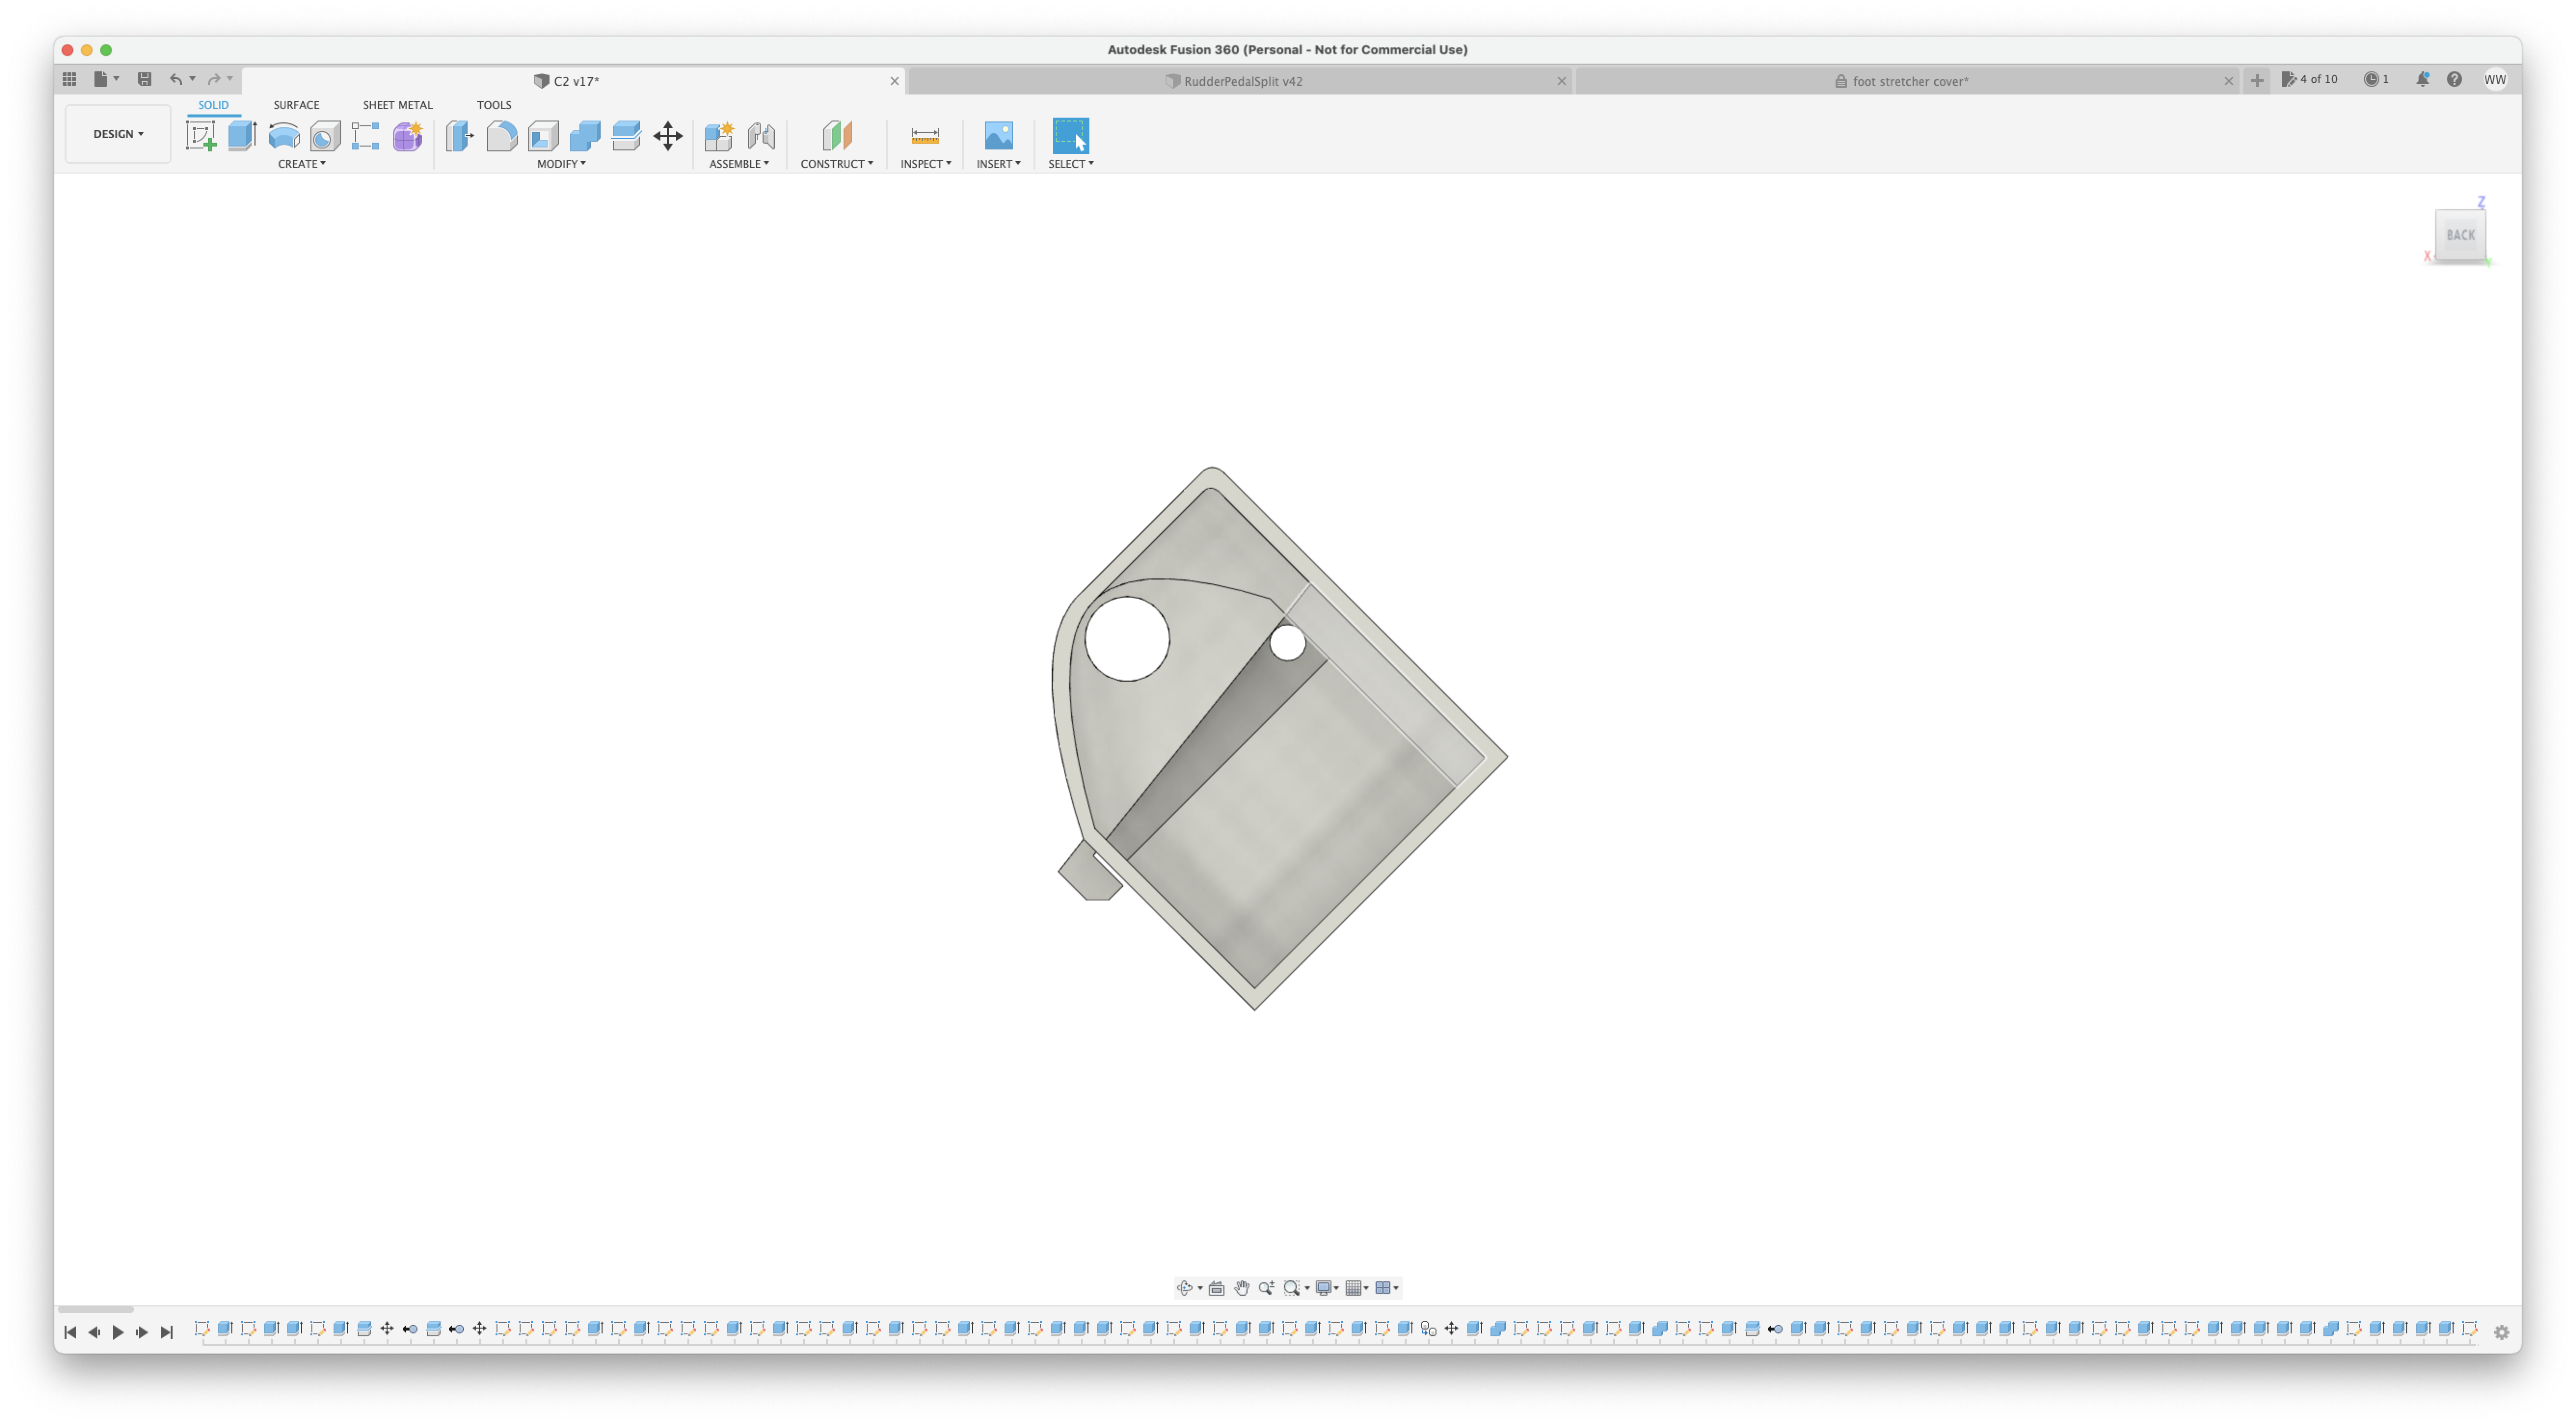 Autodesk Fusion 360 (Personal - Not for Commercial Use)
C2 v17*
RudderPedalSplit v42
foot stretcher cover*
4 of 10
1
WW
DESIGN
SOLID
SURFACE
SHEET METAL
TOOLS
CREATE
MODIFY
ASSEMBLE
CONSTRUCT
INSPECT
INSERT
SELECT
Z
BACK
X